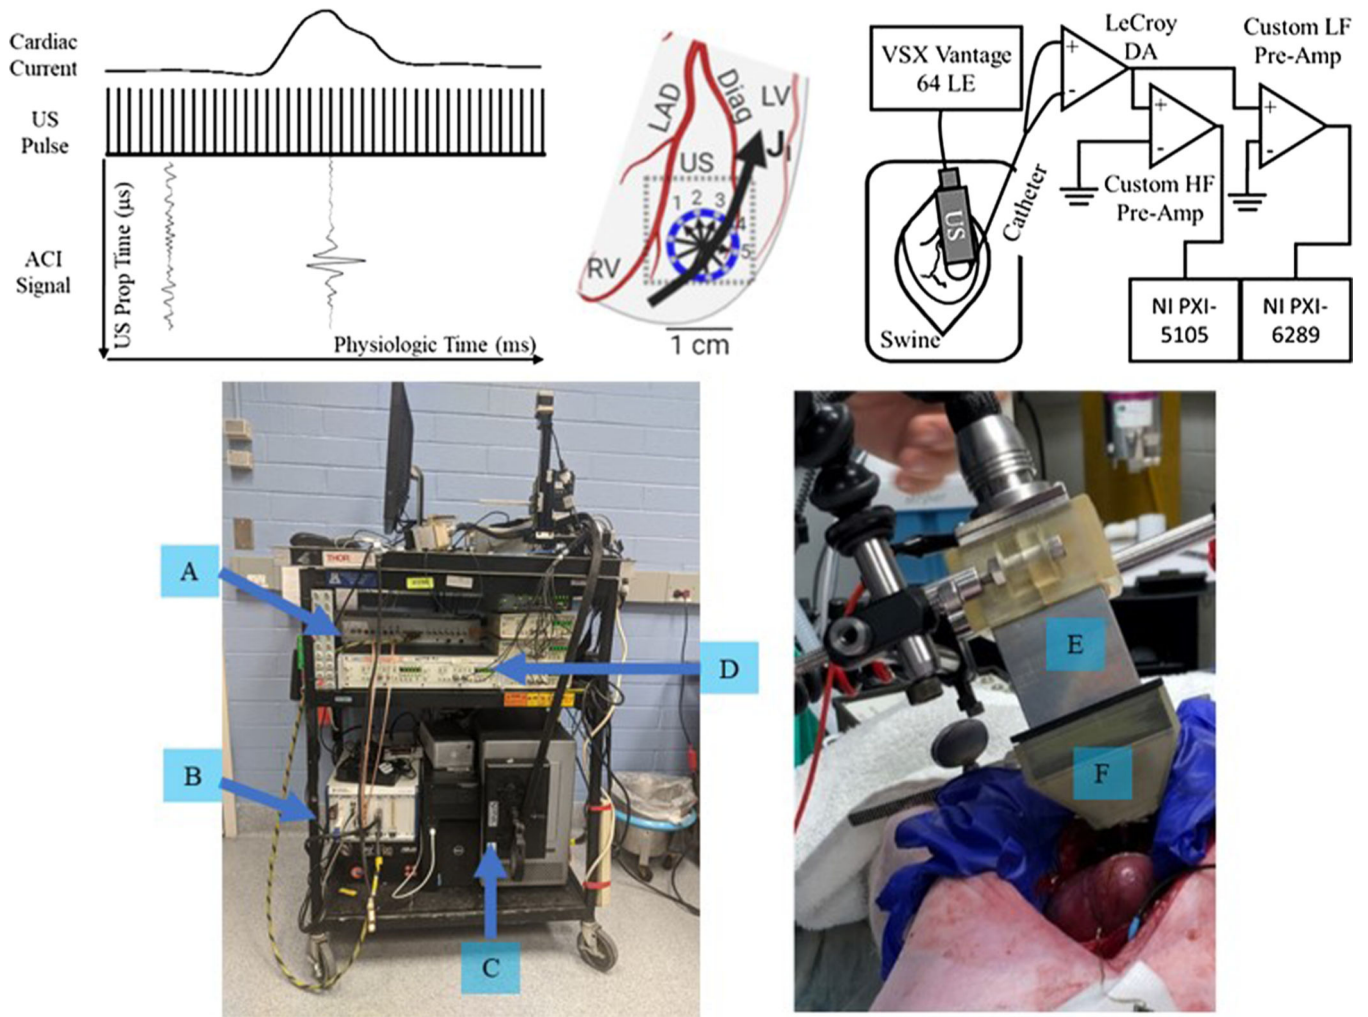 Cardiac
Current
US
Pulse
ACI
Signal
US Prop Time (µs)
Physiologic Time (ms)
LAD
Diag
LV
J_I
US
1 2 3
4
5
RV
1 cm
VSX Vantage
64 LE
LeCroy
DA
Custom LF
Pre-Amp
+
-
+
-
+
-
Custom HF
Pre-Amp
Catheter
US
Swine
NI PXI-
5105
NI PXI-
6289
A
THOR
D
B
C
E
F